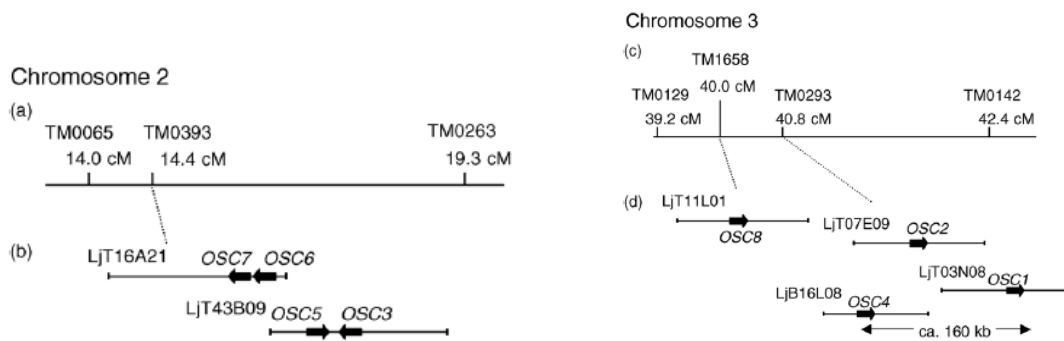 Chromosome 2
(a)
TM0065 TM0393 TM0263
14.0 cM 14.4 cM 19.3 cM
(b)
LjT16A21 OSC7 OSC6
LjT43B09 OSC5 OSC3
Chromosome 3
(c)
TM1658
40.0 cM
TM0129 TM0293 TM0142
39.2 cM 40.8 cM 42.4 cM
(d)
LjT11L01
OSC8
LjT07E09 OSC2
LjT03N08 OSC1
LjB16L08 OSC4
ca. 160 kb